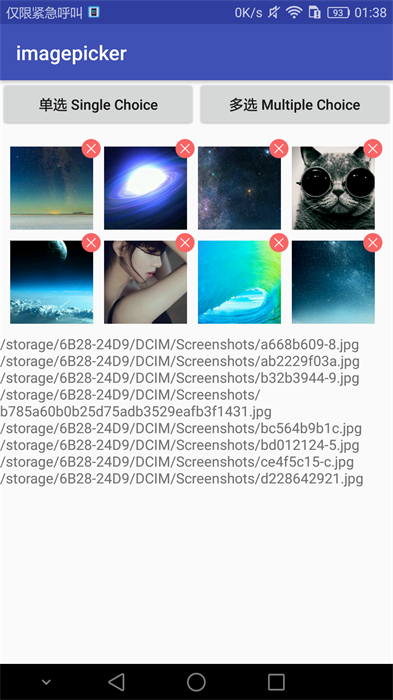 仅限紧急呼叫 0K/s 93 01:38
imagepicker
单选 Single Choice 多选 Multiple Choice
/storage/6B28-24D9/DCIM/Screenshots/a668b609-8.jpg
/storage/6B28-24D9/DCIM/Screenshots/ab2229f03a.jpg
/storage/6B28-24D9/DCIM/Screenshots/b32b3944-9.jpg
/storage/6B28-24D9/DCIM/Screenshots/
b785a60b0b25d75adb3529eafb3f1431.jpg
/storage/6B28-24D9/DCIM/Screenshots/bc564b9b1c.jpg
/storage/6B28-24D9/DCIM/Screenshots/bd012124-5.jpg
/storage/6B28-24D9/DCIM/Screenshots/ce4f5c15-c.jpg
/storage/6B28-24D9/DCIM/Screenshots/d228642921.jpg